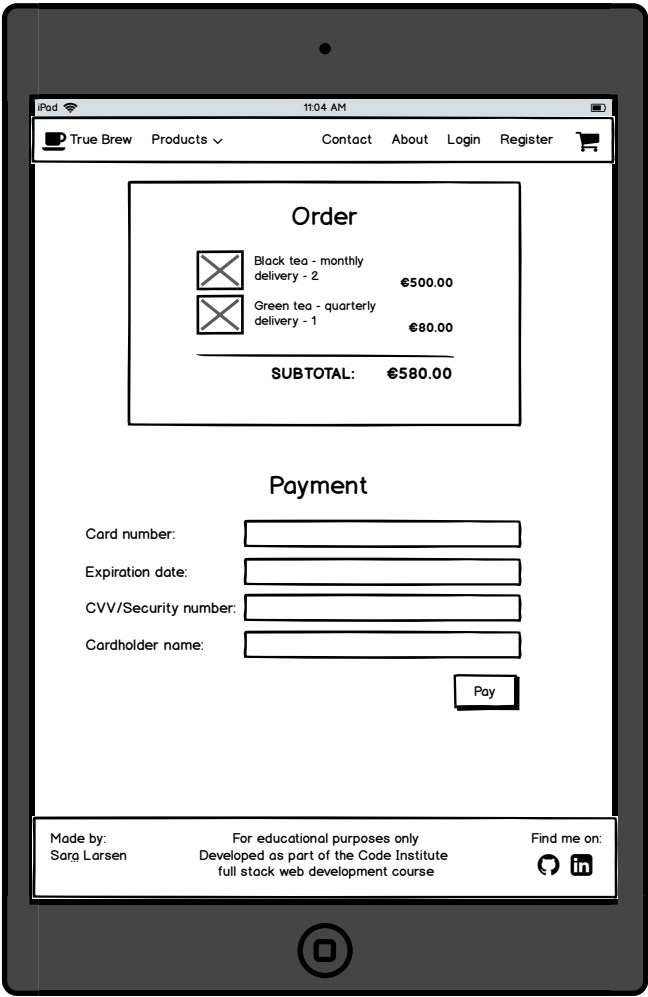 iPad 11:04 AM
True Brew Products Contact About Login Register
Order
Black tea - monthly
delivery - 2
€500.00
Green tea - quarterly
delivery - 1
€80.00
SUBTOTAL: €580.00
Payment
Card number:
Expiration date:
CVV/Security number:
Cardholder name:
Pay
Made by:
Sara Larsen
For educational purposes only
Developed as part of the Code Institute
full stack web development course
Find me on:
in